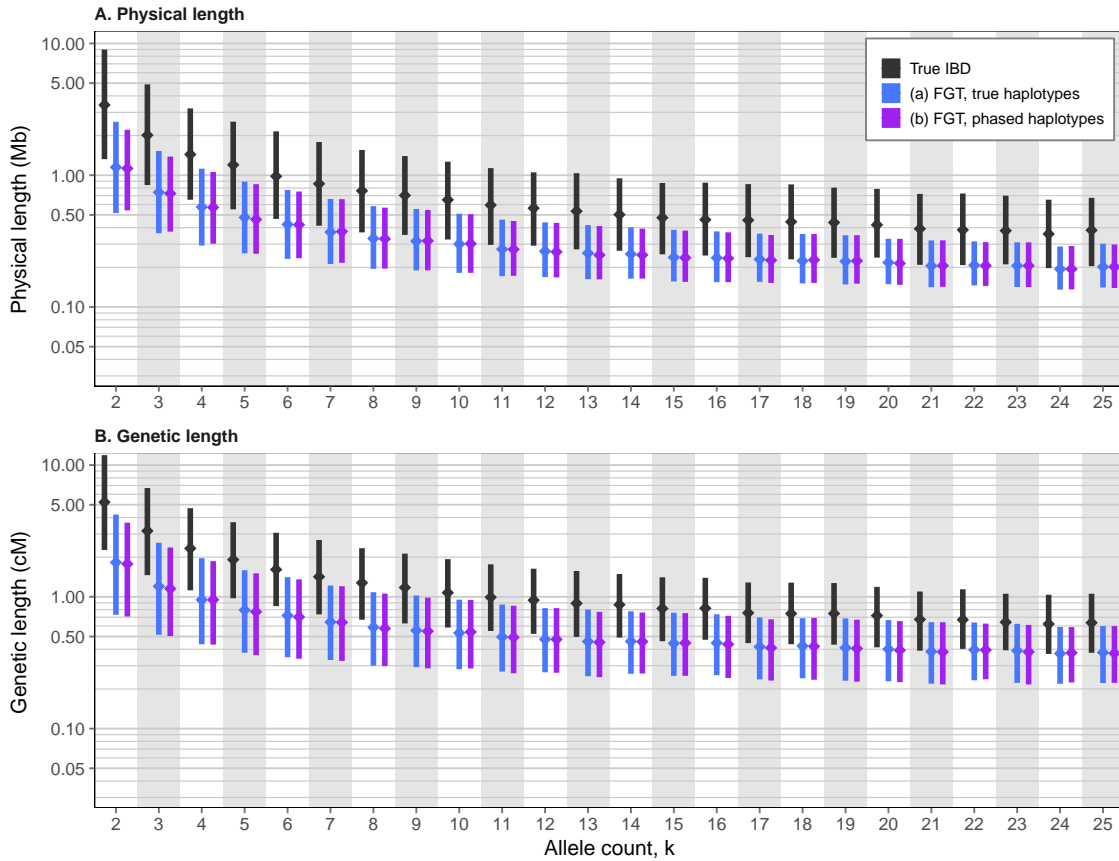 A. Physical length
10.00
5.00
1.00
0.50
0.10
0.05
Physical length (Mb)
True IBD
(a) FGT, true haplotypes
(b) FGT, phased haplotypes
2 3 4 5 6 7 8 9 10 11 12 13 14 15 16 17 18 19 20 21 22 23 24 25
B. Genetic length
10.00
5.00
1.00
0.50
0.10
0.05
Genetic length (cM)
2 3 4 5 6 7 8 9 10 11 12 13 14 15 16 17 18 19 20 21 22 23 24 25
Allele count, k